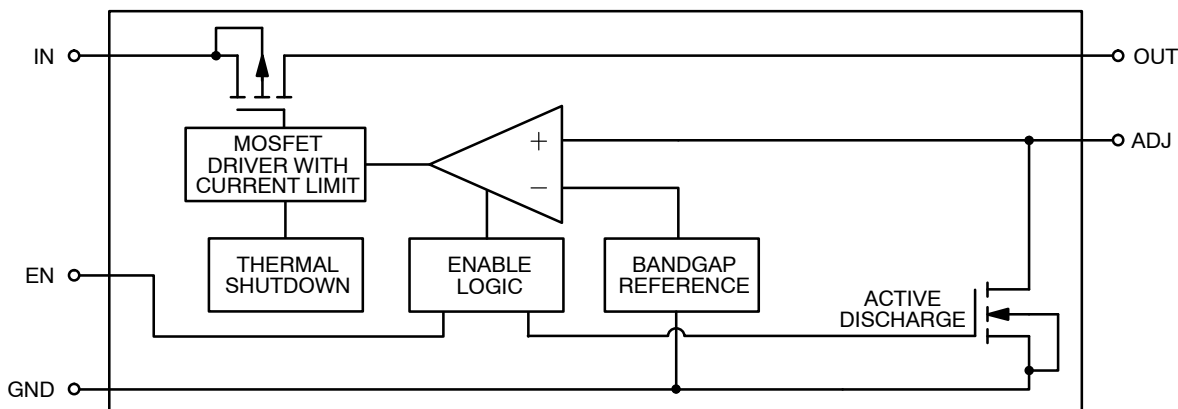 IN
OUT
ADJ
MOSFET
DRIVER WITH
CURRENT LIMIT
+
−
THERMAL
SHUTDOWN
ENABLE
LOGIC
BANDGAP
REFERENCE
EN
ACTIVE
DISCHARGE
GND